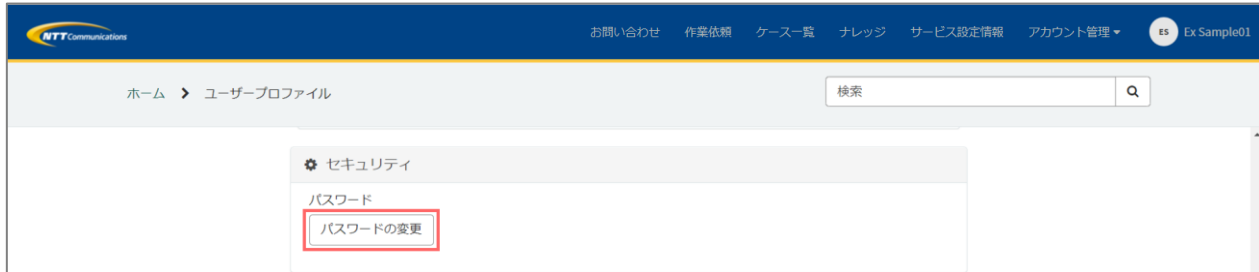 NTT Communications
お問い合わせ 作業依頼 ケース一覧 ナレッジ サービス設定情報 アカウント管理 ES Ex Sample01
ホーム > ユーザープロファイル 検索
セキュリティ
パスワード
パスワードの変更